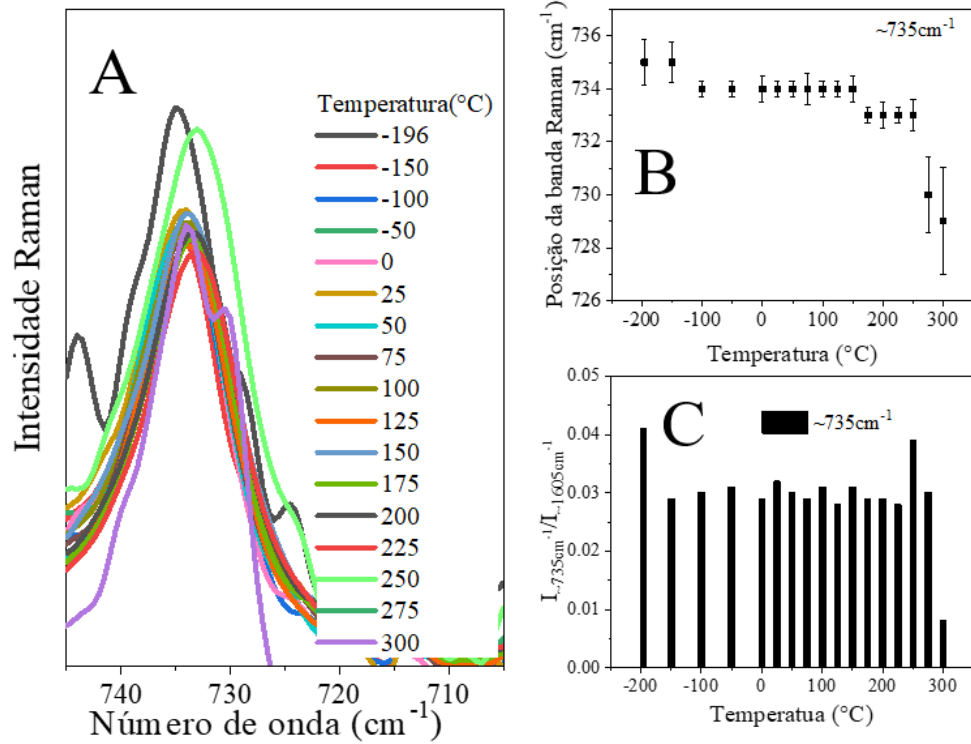 A
Intensidade Raman
Temperatura(°C)
-196
-150
-100
-50
0
25
50
75
100
125
150
175
200
225
250
275
300
740 730 720 710
Número de onda (cm⁻¹)
B
~735cm⁻¹
Posição da banda Raman (cm⁻¹)
736
734
732
730
728
726
-200 -100 0 100 200 300
Temperatura (°C)
C
~735cm⁻¹
I~735cm⁻¹/I~1605cm⁻¹
0.05
0.04
0.03
0.02
0.01
0.00
-200 -100 0 100 200 300
Temperatua (°C)